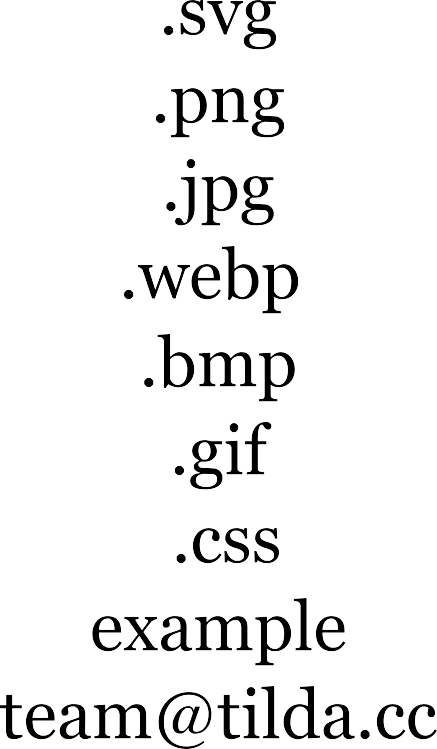 .svg
.png
.jpg
.webp
.bmp
.gif
.css
example
team@tilda.cc